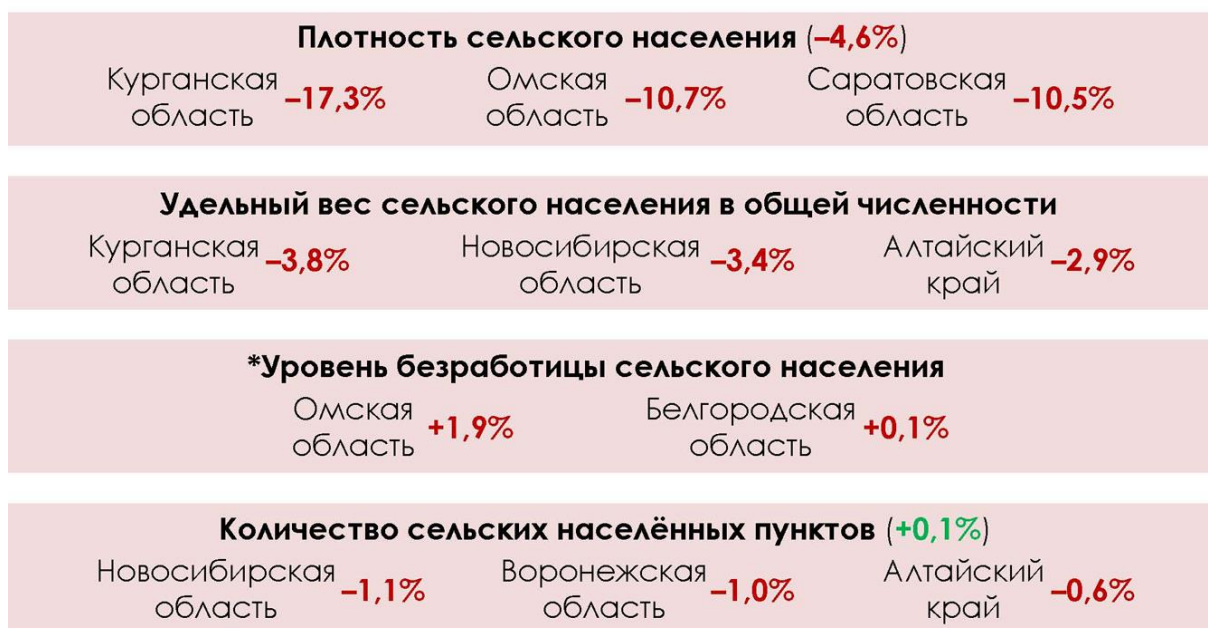 Плотность сельского населения (–4,6%)
Курганская область –17,3%
Омская область –10,7%
Саратовская область –10,5%
Удельный вес сельского населения в общей численности
Курганская область –3,8%
Новосибирская область –3,4%
Алтайский край –2,9%
*Уровень безработицы сельского населения
Омская область +1,9%
Белгородская область +0,1%
Количество сельских населённых пунктов (+0,1%)
Новосибирская область –1,1%
Воронежская область –1,0%
Алтайский край –0,6%